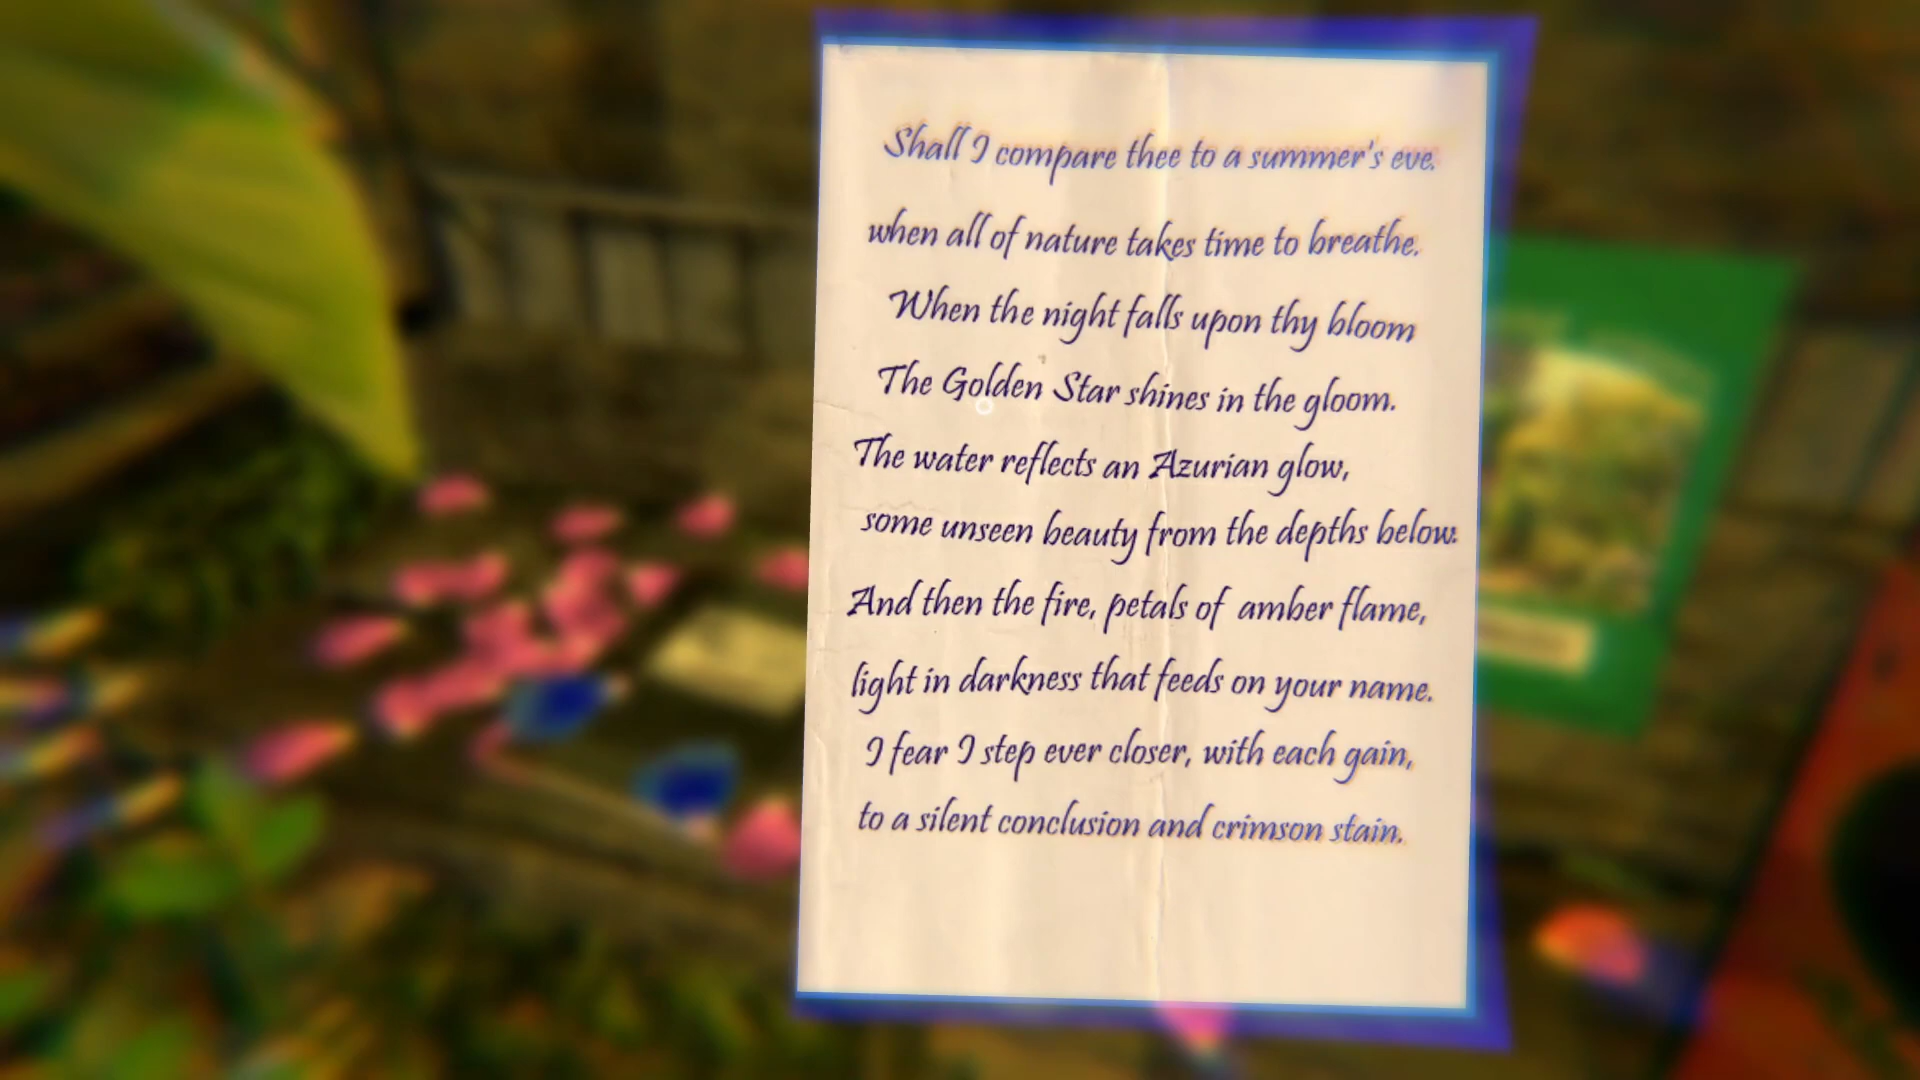 Shall I compare thee to a summer's eve.
when all of nature takes time to breathe.
When the night falls upon thy bloom
The Golden Star shines in the gloom.
The water reflects an Azurian glow,
some unseen beauty from the depths below.
And then the fire, petals of amber flame,
light in darkness that feeds on your name.
I fear I step ever closer, with each gain,
to a silent conclusion and crimson stain.